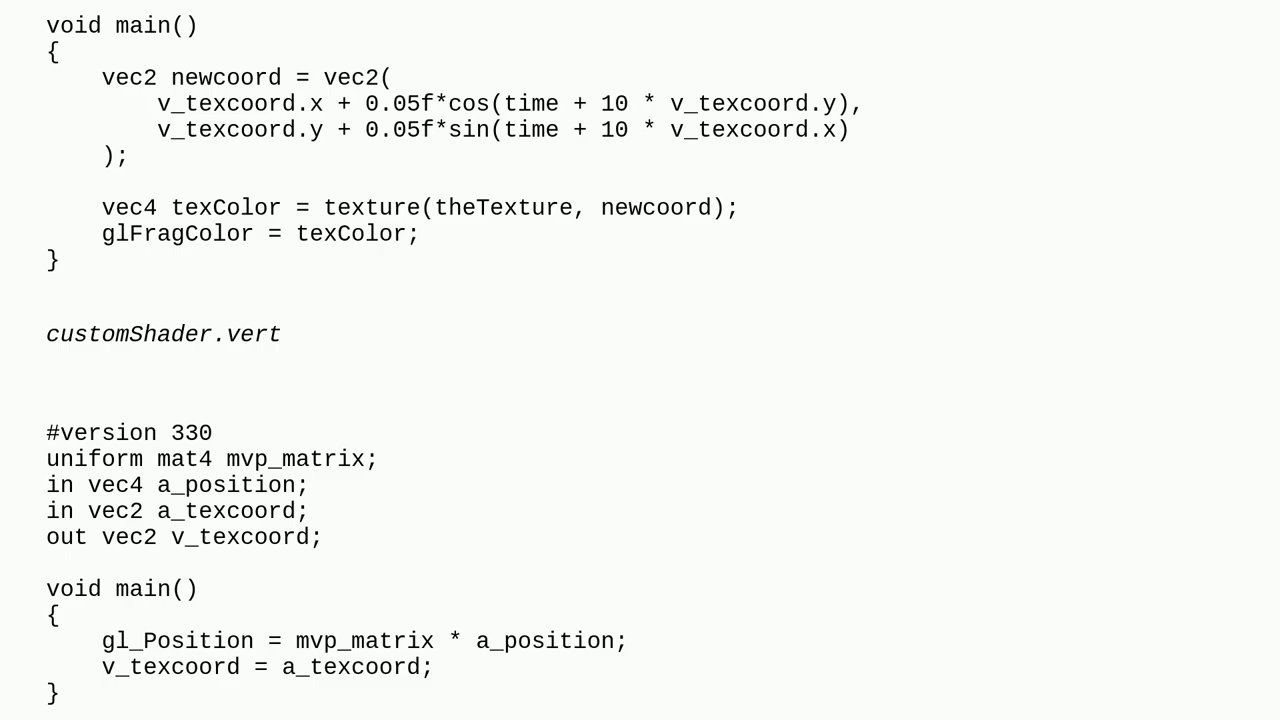 void main()
{
    vec2 newcoord = vec2(
        v_texcoord.x + 0.05f*cos(time + 10 * v_texcoord.y),
        v_texcoord.y + 0.05f*sin(time + 10 * v_texcoord.x)
    );

    vec4 texColor = texture(theTexture, newcoord);
    glFragColor = texColor;
}

customShader.vert

#version 330
uniform mat4 mvp_matrix;
in vec4 a_position;
in vec2 a_texcoord;
out vec2 v_texcoord;

void main()
{
    gl_Position = mvp_matrix * a_position;
    v_texcoord = a_texcoord;
}